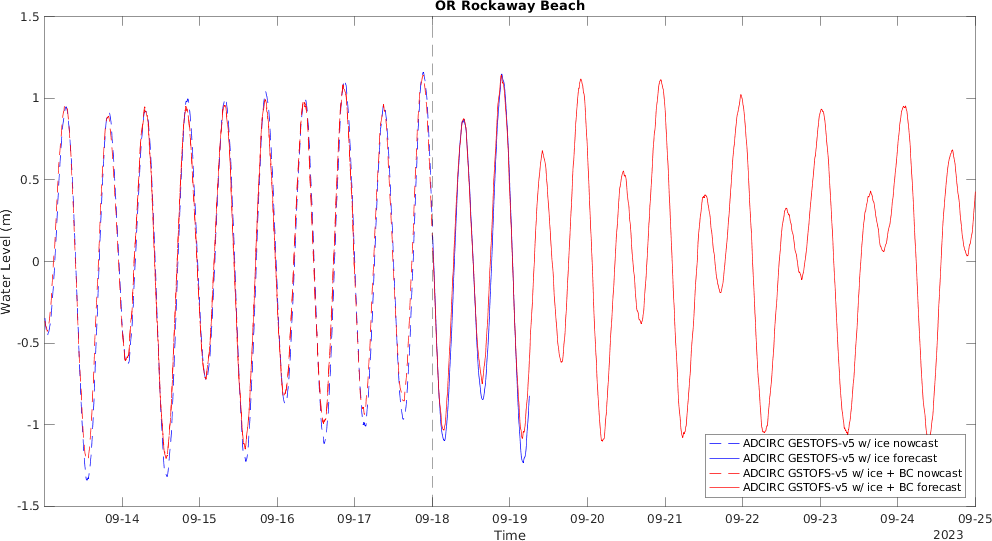 OR Rockaway Beach
1.5
1
0.5
0
-0.5
-1
-1.5
Water Level (m)
09-14
09-15
09-16
09-17
09-18
09-19
09-20
09-21
09-22
09-23
09-24
09-25
Time
2023
ADCIRC GESTOFS-v5 w/ ice nowcast
ADCIRC GESTOFS-v5 w/ ice forecast
ADCIRC GSTOFS-v5 w/ ice + BC nowcast
ADCIRC GSTOFS-v5 w/ ice + BC forecast